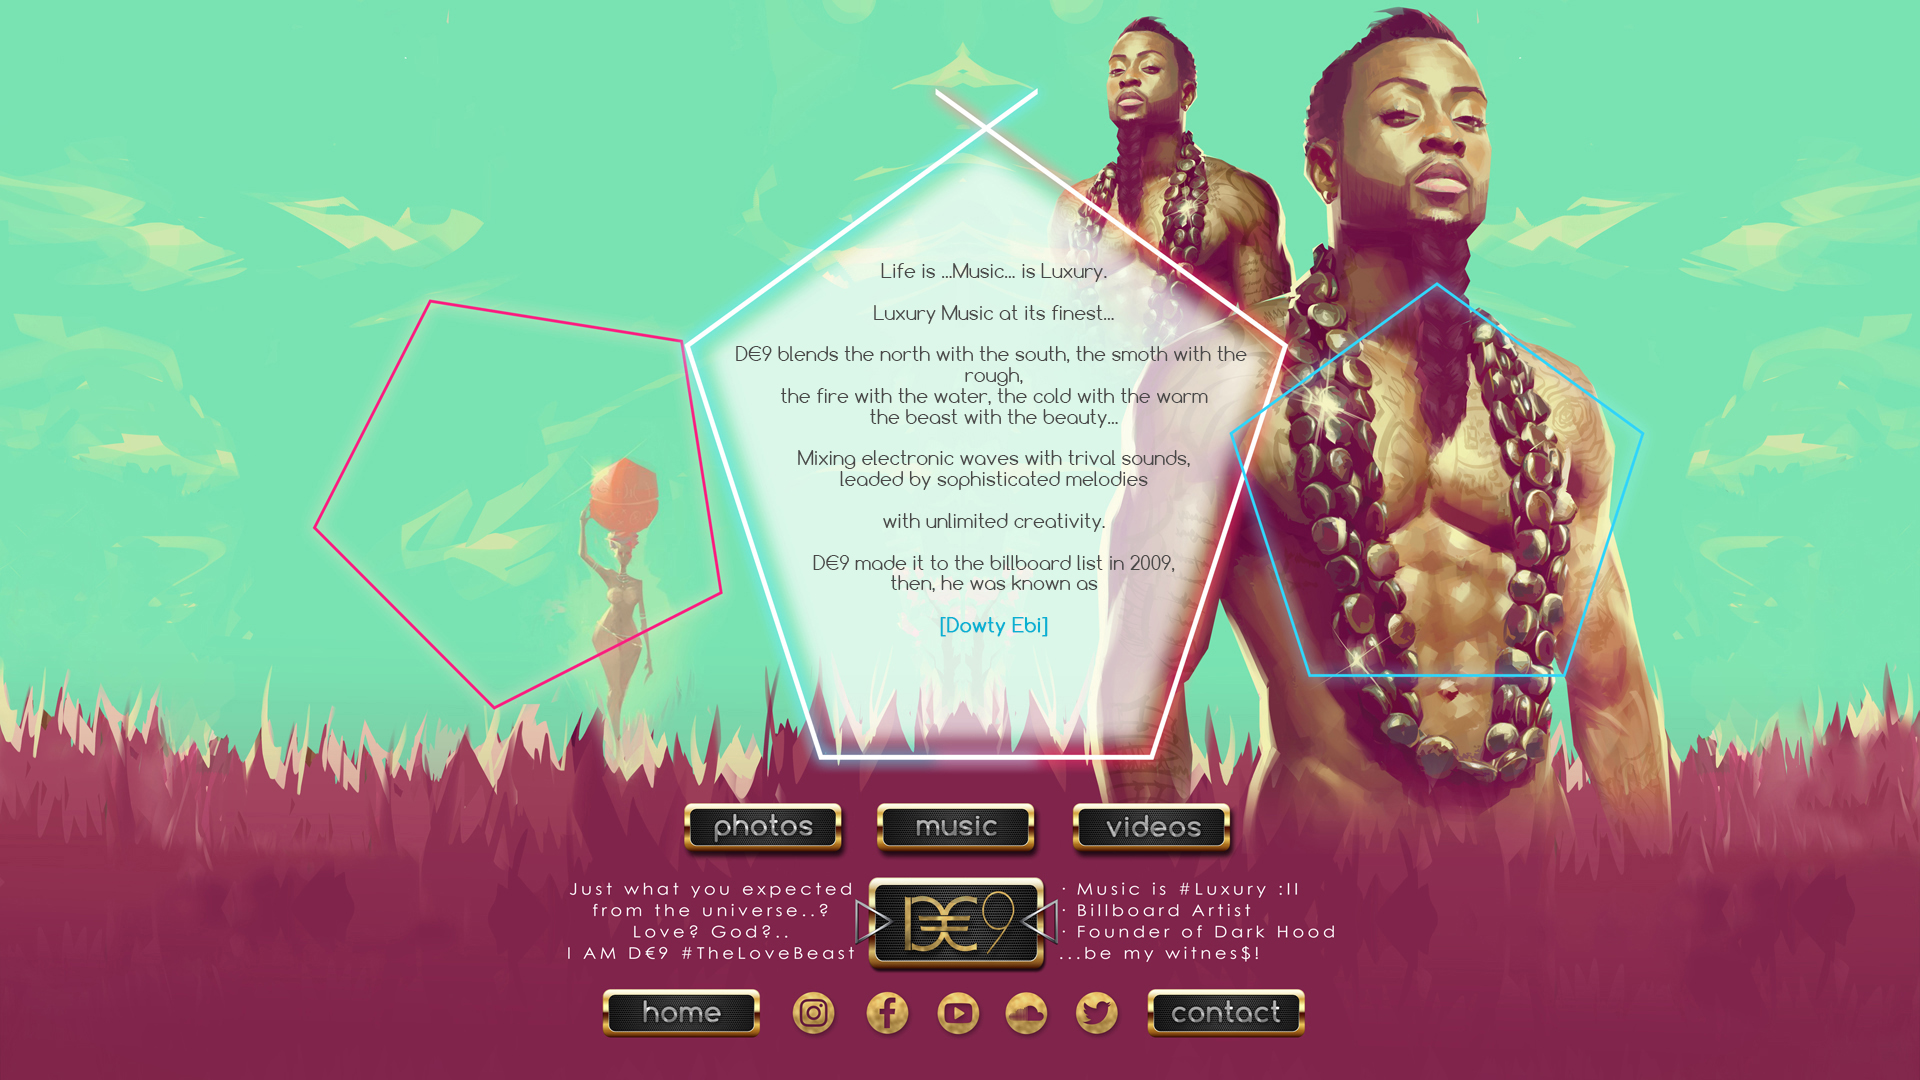 Life is ...Music... is Luxury.
Luxury Music at its finest...
D€9 blends the north with the south, the smoth with the
rough,
the fire with the water, the cold with the warm
the beast with the beauty...
Mixing electronic waves with trival sounds,
leaded by sophisticated melodies
with unlimited creativity.
D€9 made it to the billboard list in 2009,
then, he was known as
[Dowty Ebi]
photos
music
videos
Just what you expected
from the universe..?
Love? God?..
I AM D€9 #TheLoveBeast
D€9
· Music is #Luxury :ll
· Billboard Artist
· Founder of Dark Hood
...be my witnes$!
home
contact